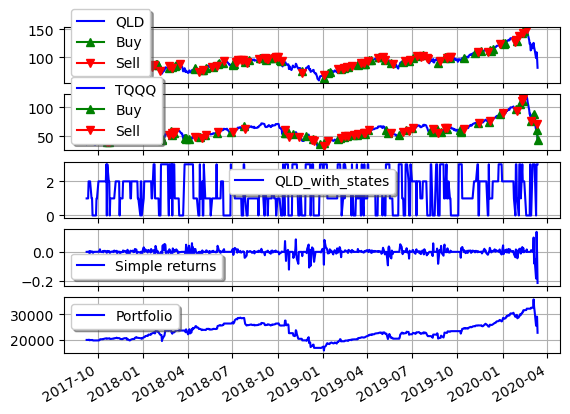 150
100
QLD
Buy
Sell
100
50
TQQQ
Buy
Sell
2
0
QLD_with_states
0.0
−0.2
Simple returns
30000
20000
Portfolio
2017-10 2018-01 2018-04 2018-07 2018-10 2019-01 2019-04 2019-07 2019-10 2020-01 2020-04